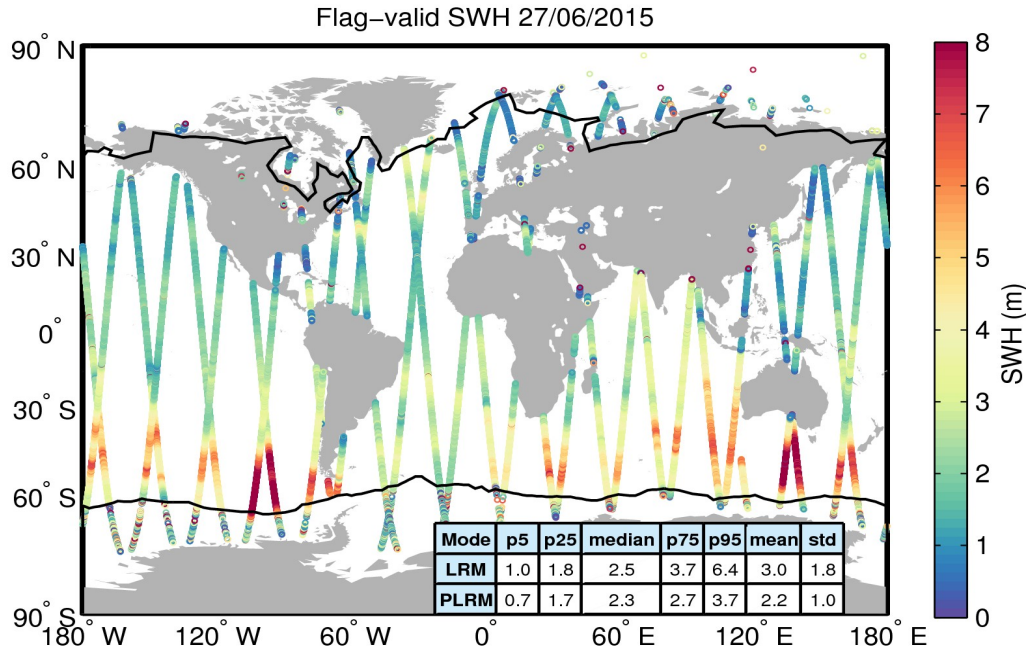 Flag−valid SWH 27/06/2015
90° N
60° N
30° N
0°
30° S
60° S
90° S
180° W 120° W 60° W 0° 60° E 120° E 180° E
Mode p5 p25 median p75 p95 mean std
LRM 1.0 1.8 2.5 3.7 6.4 3.0 1.8
PLRM 0.7 1.7 2.3 2.7 3.7 2.2 1.0
8
7
6
5
4
3
2
1
0
SWH (m)